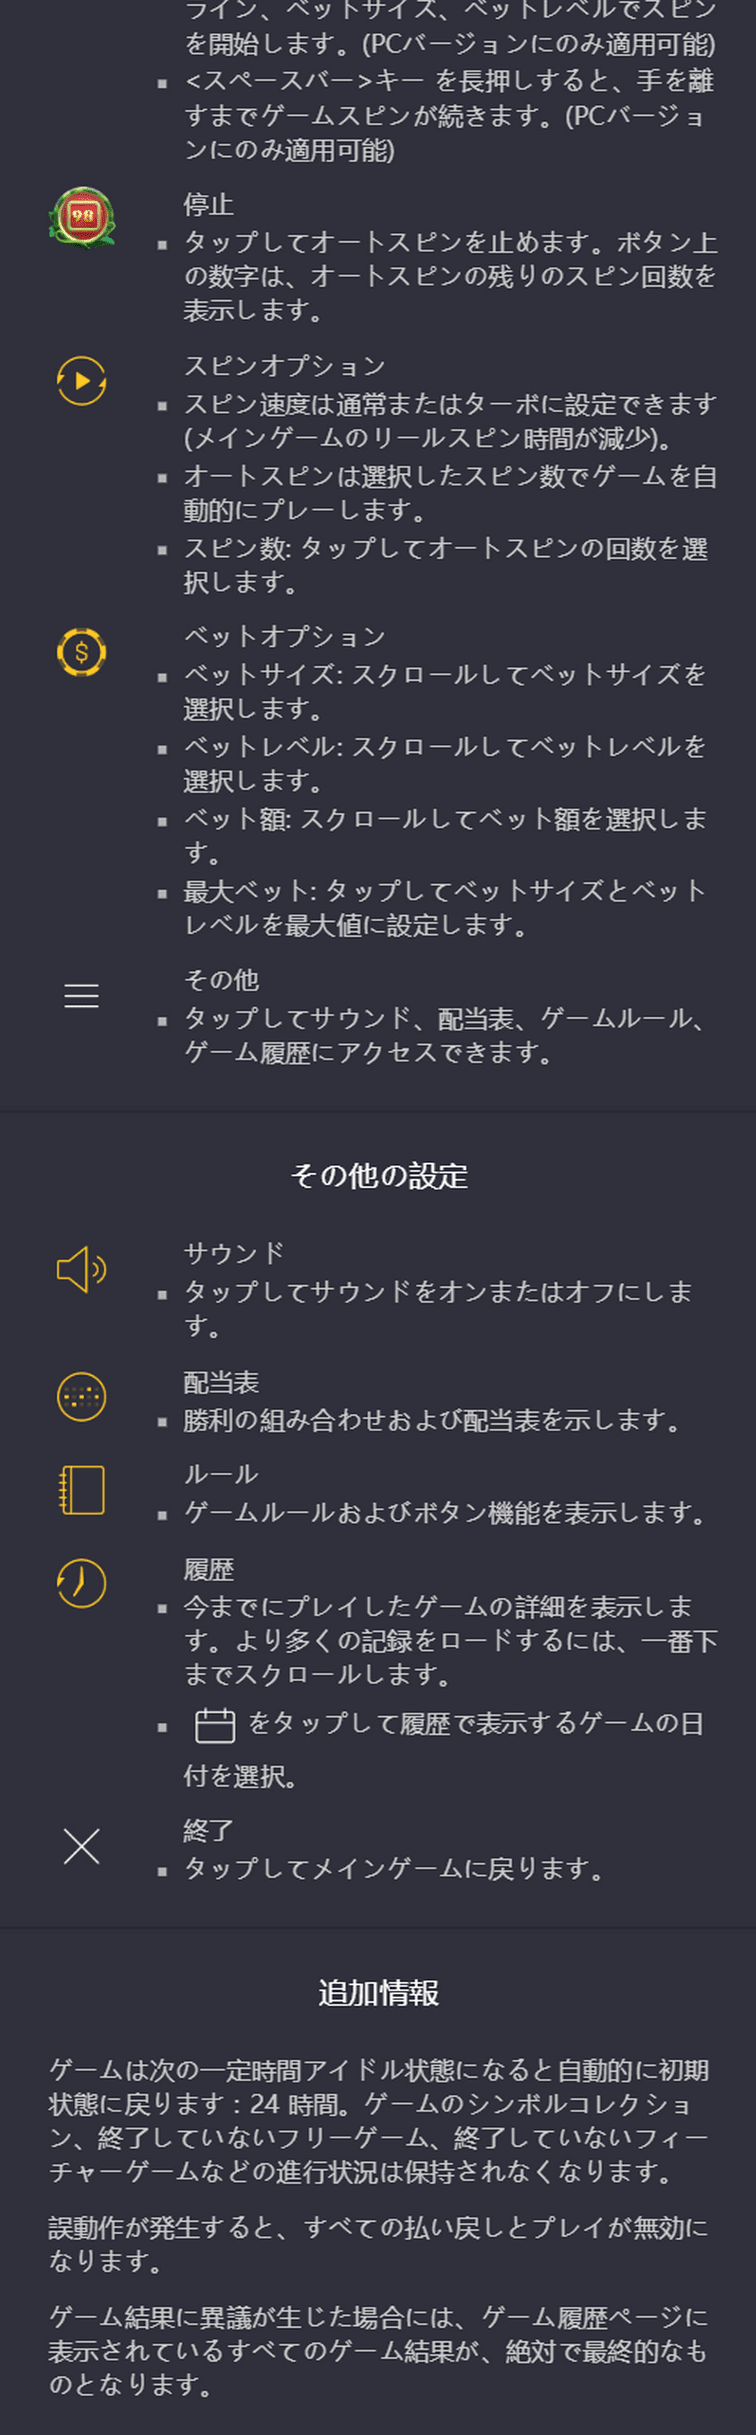 ライン、ベットサイズ、ベットレベルでスピン
を開始します。(PCバージョンにのみ適用可能)
<スペースバー>キー を長押しすると、手を離
すまでゲームスピンが続きます。(PCバージョ
ンにのみ適用可能)
98
停止
タップしてオートスピンを止めます。ボタン上
の数字は、オートスピンの残りのスピン回数を
表示します。
スピンオプション
スピン速度は通常またはターボに設定できます
(メインゲームのリールスピン時間が減少)。
オートスピンは選択したスピン数でゲームを自
動的にプレーします。
スピン数: タップしてオートスピンの回数を選
択します。
ベットオプション
ベットサイズ: スクロールしてベットサイズを
選択します。
ベットレベル: スクロールしてベットレベルを
選択します。
ベット額: スクロールしてベット額を選択しま
す。
最大ベット: タップしてベットサイズとベット
レベルを最大値に設定します。
その他
タップしてサウンド、配当表、ゲームルール、
ゲーム履歴にアクセスできます。
その他の設定
サウンド
タップしてサウンドをオンまたはオフにしま
す。
配当表
勝利の組み合わせおよび配当表を示します。
ルール
ゲームルールおよびボタン機能を表示します。
履歴
今までにプレイしたゲームの詳細を表示しま
す。より多くの記録をロードするには、一番下
までスクロールします。
をタップして履歴で表示するゲームの日
付を選択。
終了
タップしてメインゲームに戻ります。
追加情報
ゲームは次の一定時間アイドル状態になると自動的に初期
状態に戻ります：24 時間。ゲームのシンボルコレクショ
ン、終了していないフリーゲーム、終了していないフィー
チャーゲームなどの進行状況は保持されなくなります。
誤動作が発生すると、すべての払い戻しとプレイが無効に
なります。
ゲーム結果に異議が生じた場合には、ゲーム履歴ページに
表示されているすべてのゲーム結果が、絶対で最終的なも
のとなります。